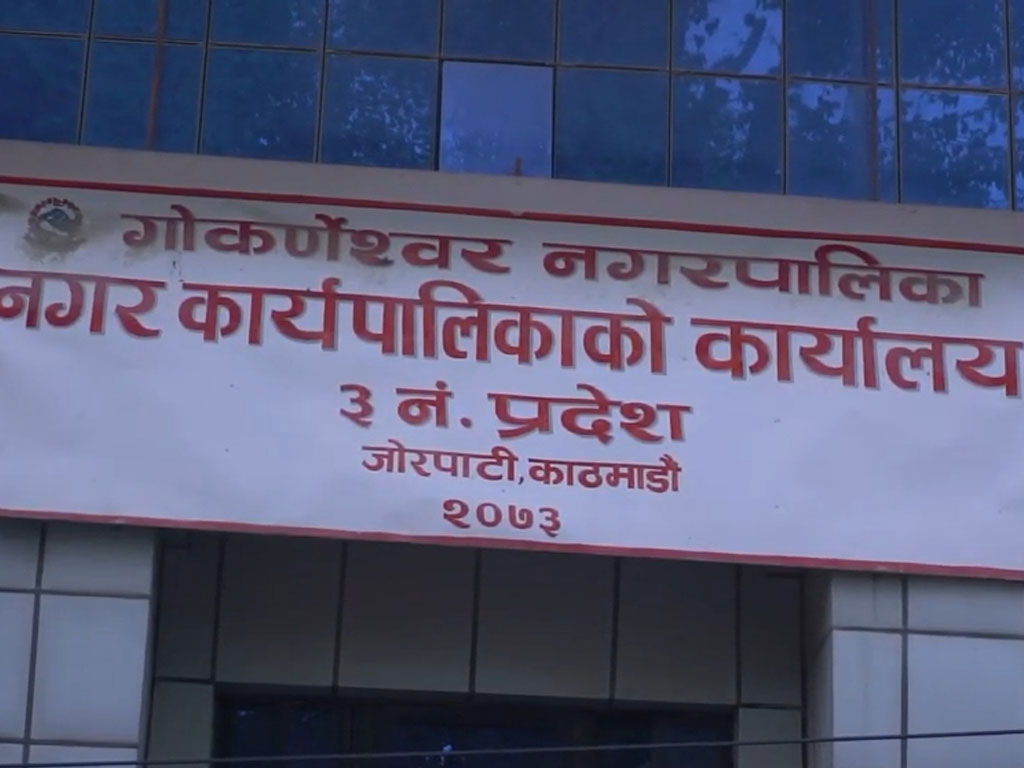 गोकर्णेश्वर नगरपालिका
नगर कार्यपालिकाको कार्यालय
३ नं. प्रदेश
जोरपाटी, काठमाडौं
२०७३